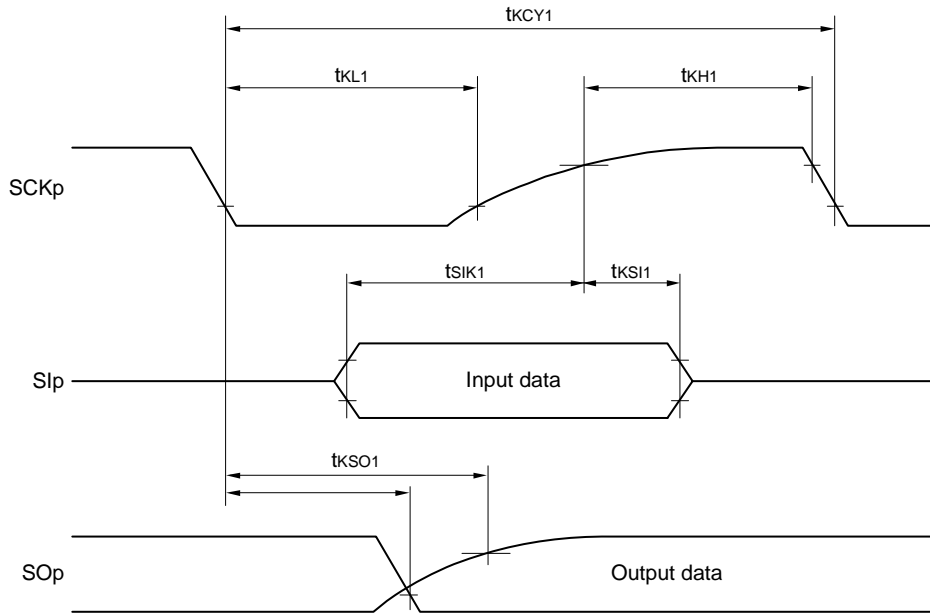 tKCY1
tKL1
tKH1
SCKp
tSIK1
tKSI1
SIp
Input data
tKSO1
SOp
Output data